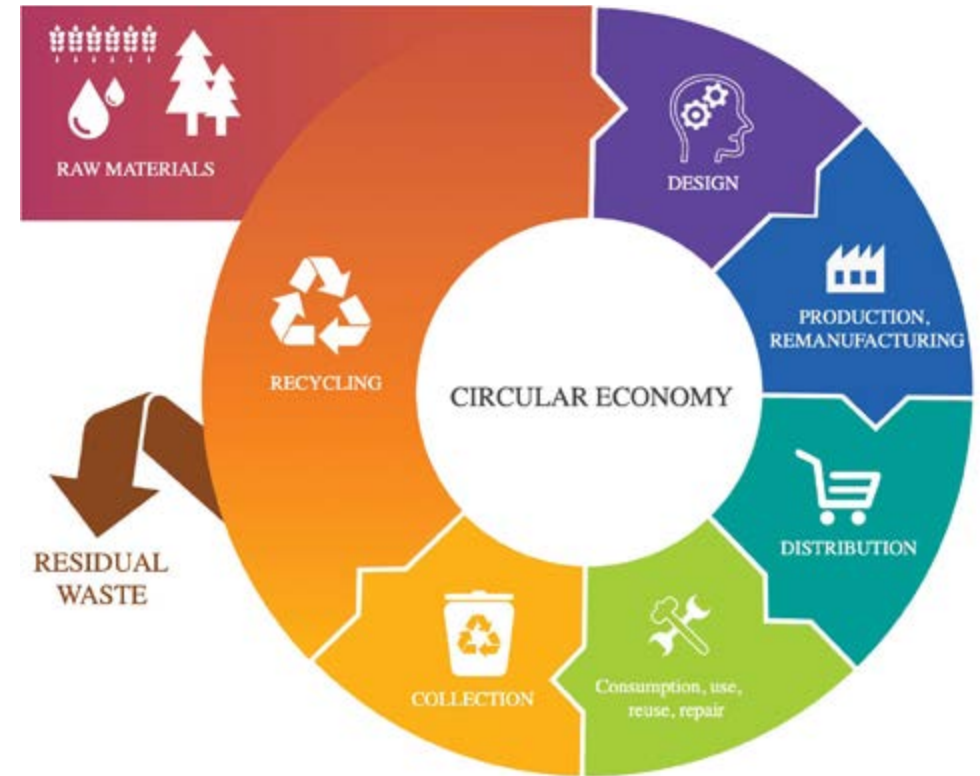 RAW MATERIALS
DESIGN
PRODUCTION,
REMANUFACTURING
RECYCLING
CIRCULAR ECONOMY
DISTRIBUTION
RESIDUAL
WASTE
COLLECTION
Consumption, use,
reuse, repair